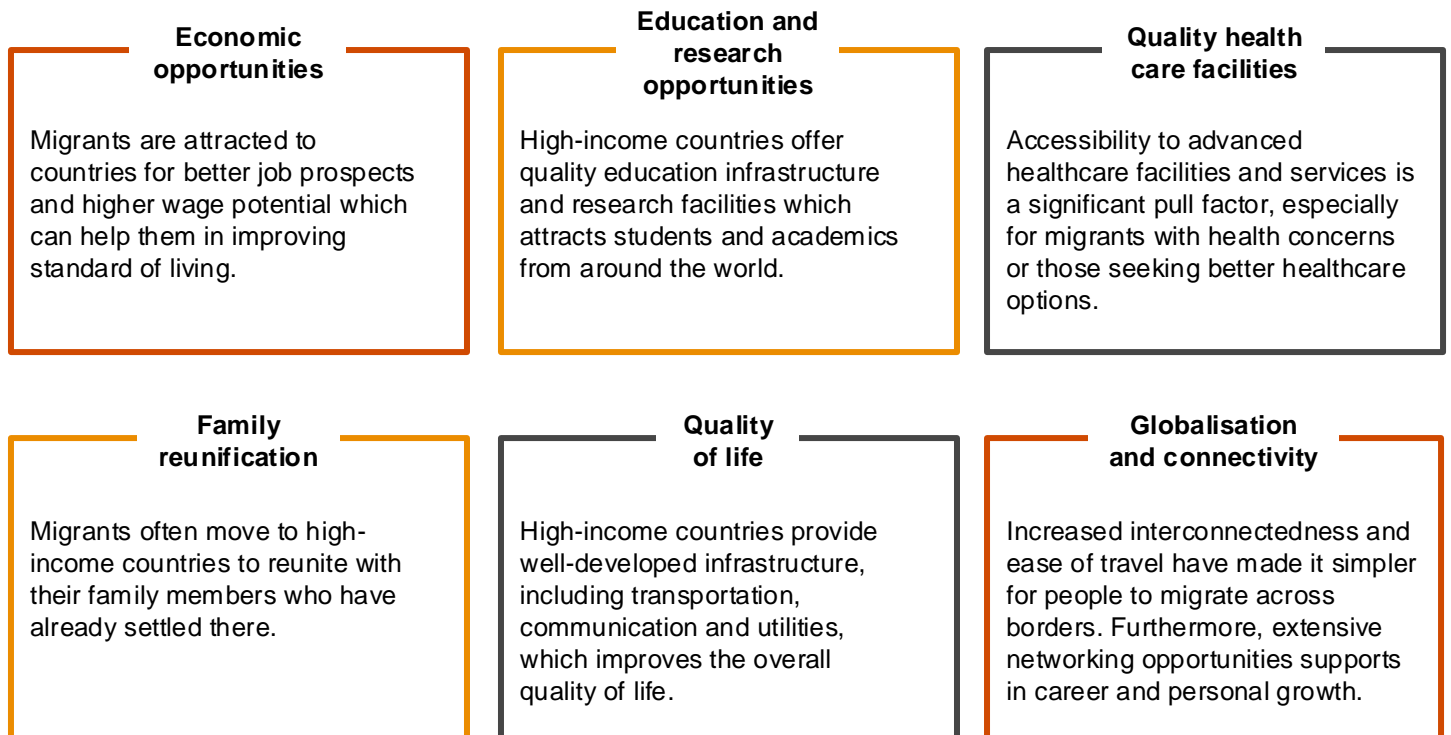 Economic
opportunities
Migrants are attracted to
countries for better job prospects
and higher wage potential which
can help them in improving
standard of living.
Education and
research
opportunities
High-income countries offer
quality education infrastructure
and research facilities which
attracts students and academics
from around the world.
Quality health
care facilities
Accessibility to advanced
healthcare facilities and services is
a significant pull factor, especially
for migrants with health concerns
or those seeking better healthcare
options.
Family
reunification
Migrants often move to high-
income countries to reunite with
their family members who have
already settled there.
Quality
of life
High-income countries provide
well-developed infrastructure,
including transportation,
communication and utilities,
which improves the overall
quality of life.
Globalisation
and connectivity
Increased interconnectedness and
ease of travel have made it simpler
for people to migrate across
borders. Furthermore, extensive
networking opportunities supports
in career and personal growth.